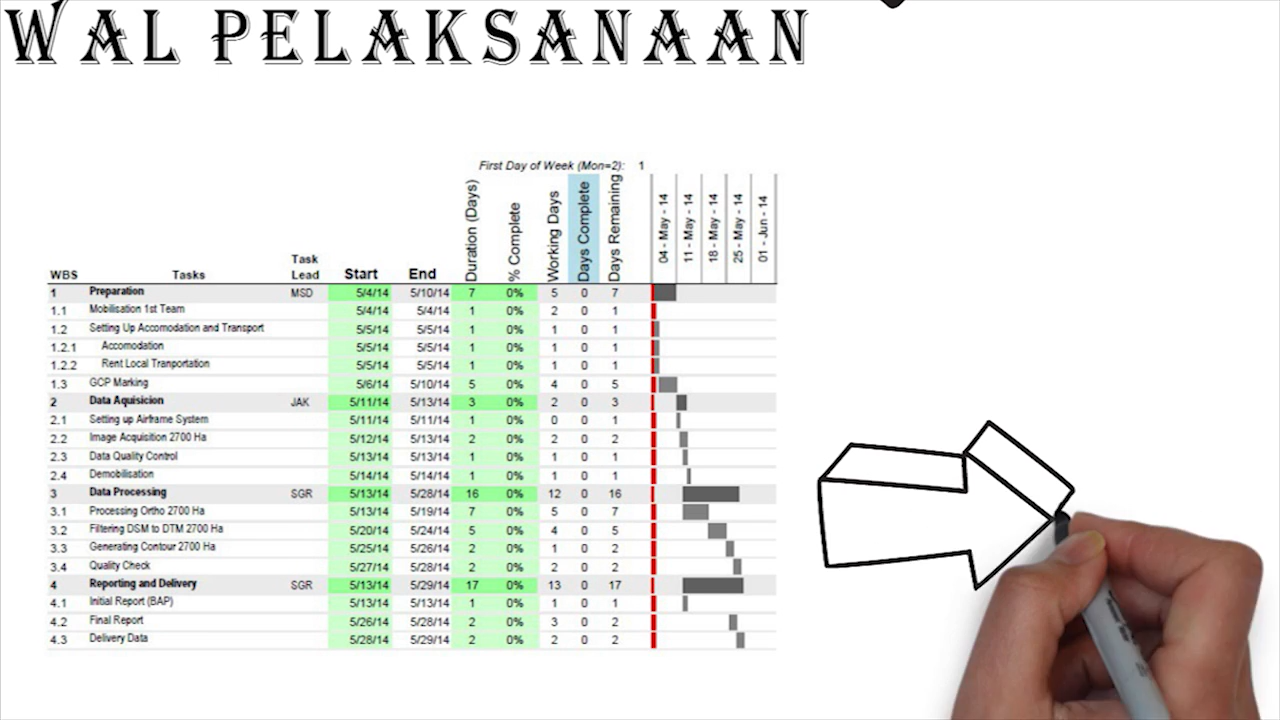 WAL PELAKSANAAN
First Day of Week (Mon=2): 1
WBS Tasks Task Lead Start End Duration (Days) % Complete Working Days Days Complete Days Remaining 04 - May - 14 11 - May - 14 18 - May - 14 25 - May - 14 01 - Jun - 14
1 Preparation MSD 5/4/14 5/10/14 7 0% 5 0 7
1.1 Mobilisation 1st Team 5/4/14 5/4/14 1 0% 2 0 1
1.2 Setting Up Accomodation and Transport 5/5/14 5/5/14 1 0% 1 0 1
1.2.1 Accomodation 5/5/14 5/5/14 1 0% 1 0 1
1.2.2 Rent Local Tranportation 5/5/14 5/5/14 1 0% 1 0 1
1.3 GCP Marking 5/6/14 5/10/14 5 0% 4 0 5
2 Data Aquisicion JAK 5/11/14 5/13/14 3 0% 2 0 3
2.1 Setting up Airframe System 5/11/14 5/11/14 1 0% 0 0 1
2.2 Image Acquisition 2700 Ha 5/12/14 5/13/14 2 0% 2 0 2
2.3 Data Quality Control 5/13/14 5/13/14 1 0% 1 0 1
2.4 Demobilisation 5/14/14 5/14/14 1 0% 1 0 1
3 Data Processing SGR 5/13/14 5/28/14 16 0% 12 0 16
3.1 Processing Ortho 2700 Ha 5/13/14 5/19/14 7 0% 5 0 7
3.2 Filtering DSM to DTM 2700 Ha 5/20/14 5/24/14 5 0% 4 0 5
3.3 Generating Contour 2700 Ha 5/25/14 5/26/14 2 0% 1 0 2
3.4 Quality Check 5/27/14 5/28/14 2 0% 2 0 2
4 Reporting and Delivery SGR 5/13/14 5/29/14 17 0% 13 0 17
4.1 Initial Report (BAP) 5/13/14 5/13/14 1 0% 1 0 1
4.2 Final Report 5/26/14 5/28/14 2 0% 3 0 2
4.3 Delivery Data 5/28/14 5/29/14 2 0% 2 0 2